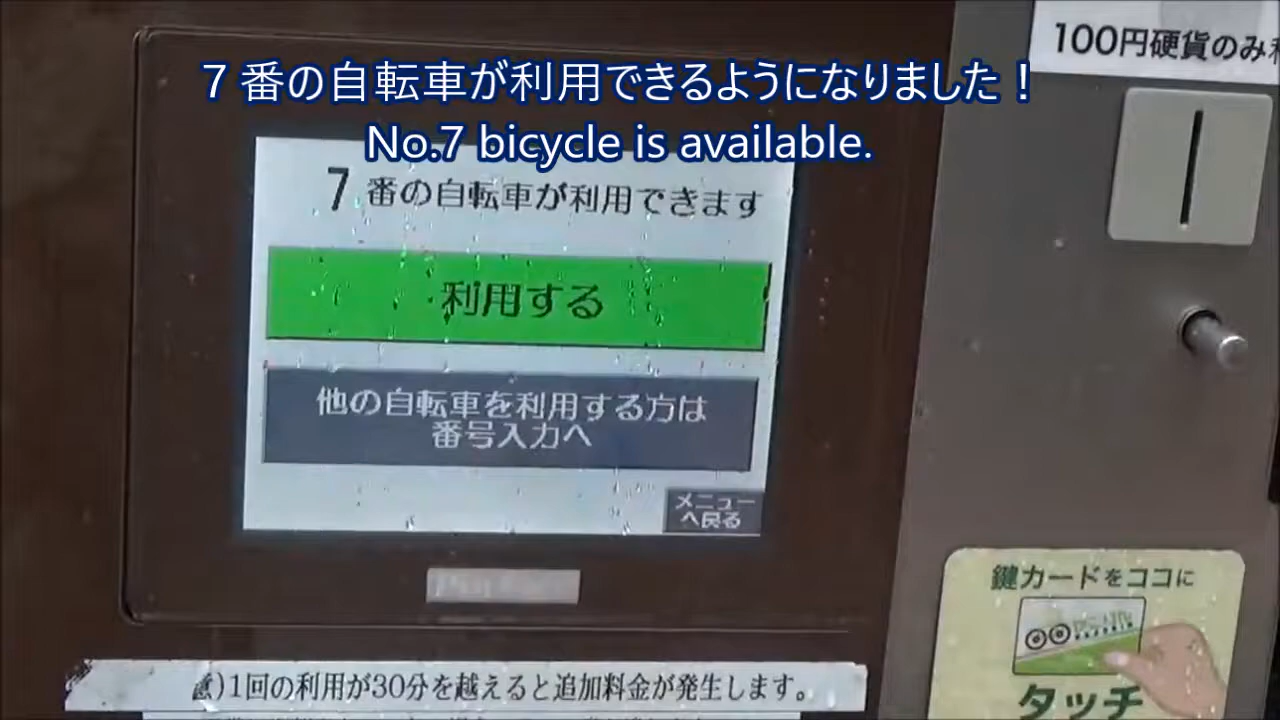 100円硬貨のみ
7番の自転車が利用できるようになりました！
No.7 bicycle is available.
7番の自転車が利用できます
利用する
他の自転車を利用する方は
番号入力へ
メニュー
へ戻る
鍵カードをココに
タッチ
意)1回の利用が30分を越えると追加料金が発生します。